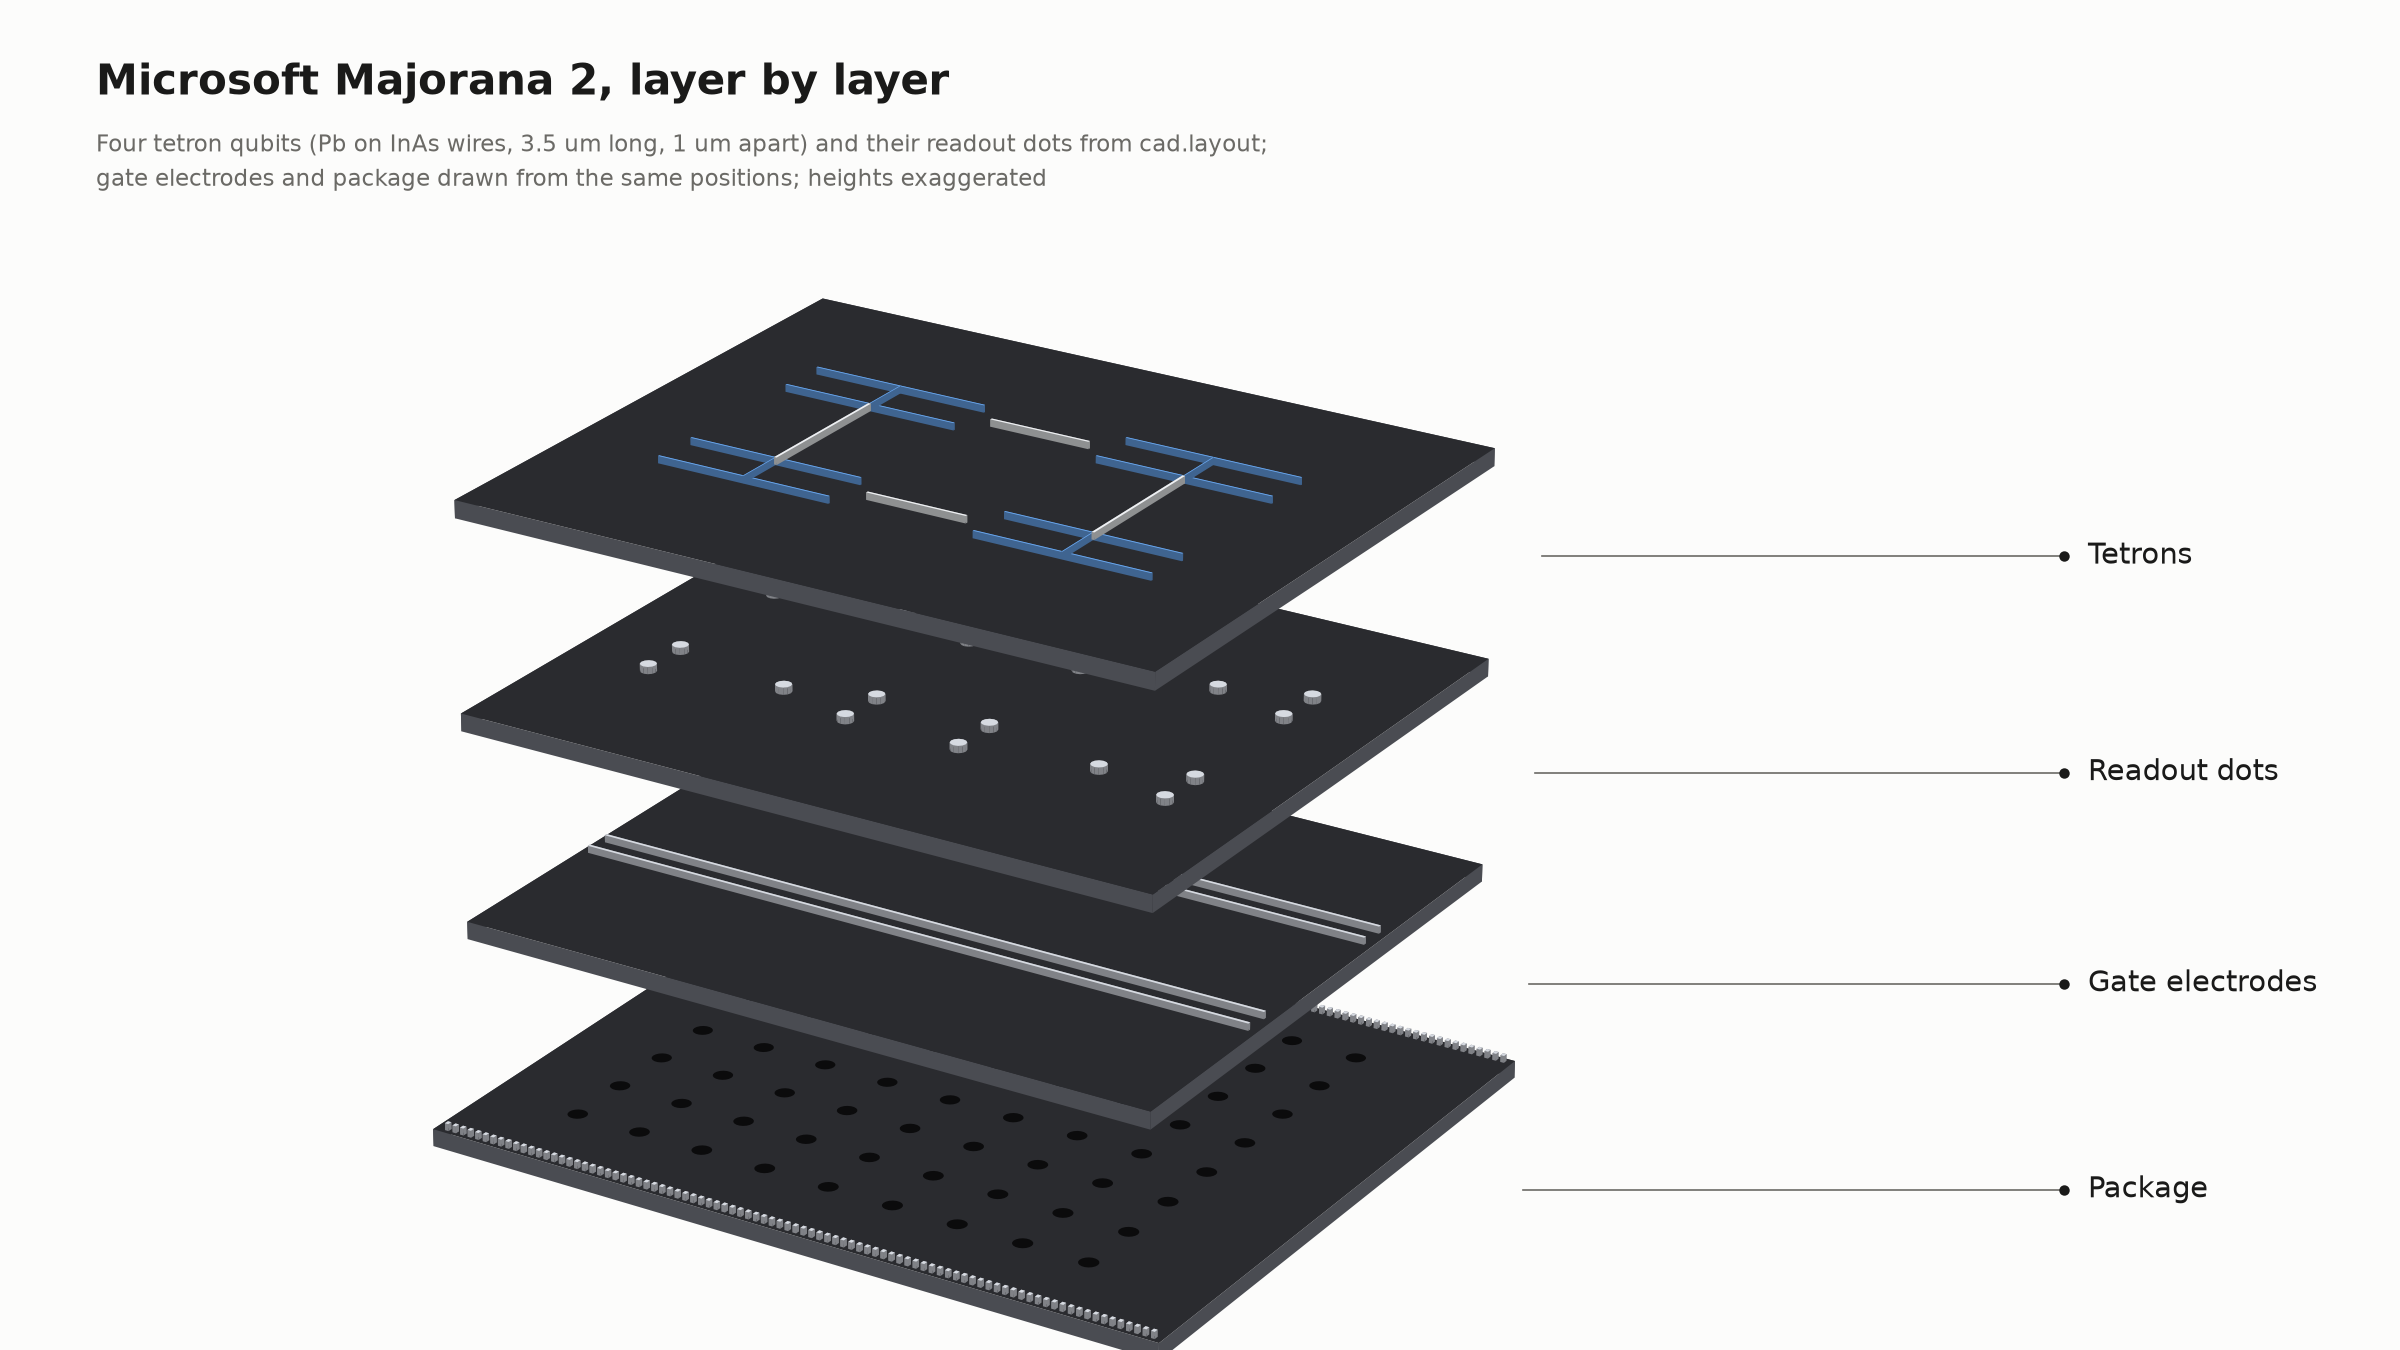 Microsoft Majorana 2, layer by layer
Four tetron qubits (Pb on InAs wires, 3.5 um long, 1 um apart) and their readout dots from cad.layout;
gate electrodes and package drawn from the same positions; heights exaggerated
Tetrons
Readout dots
Gate electrodes
Package